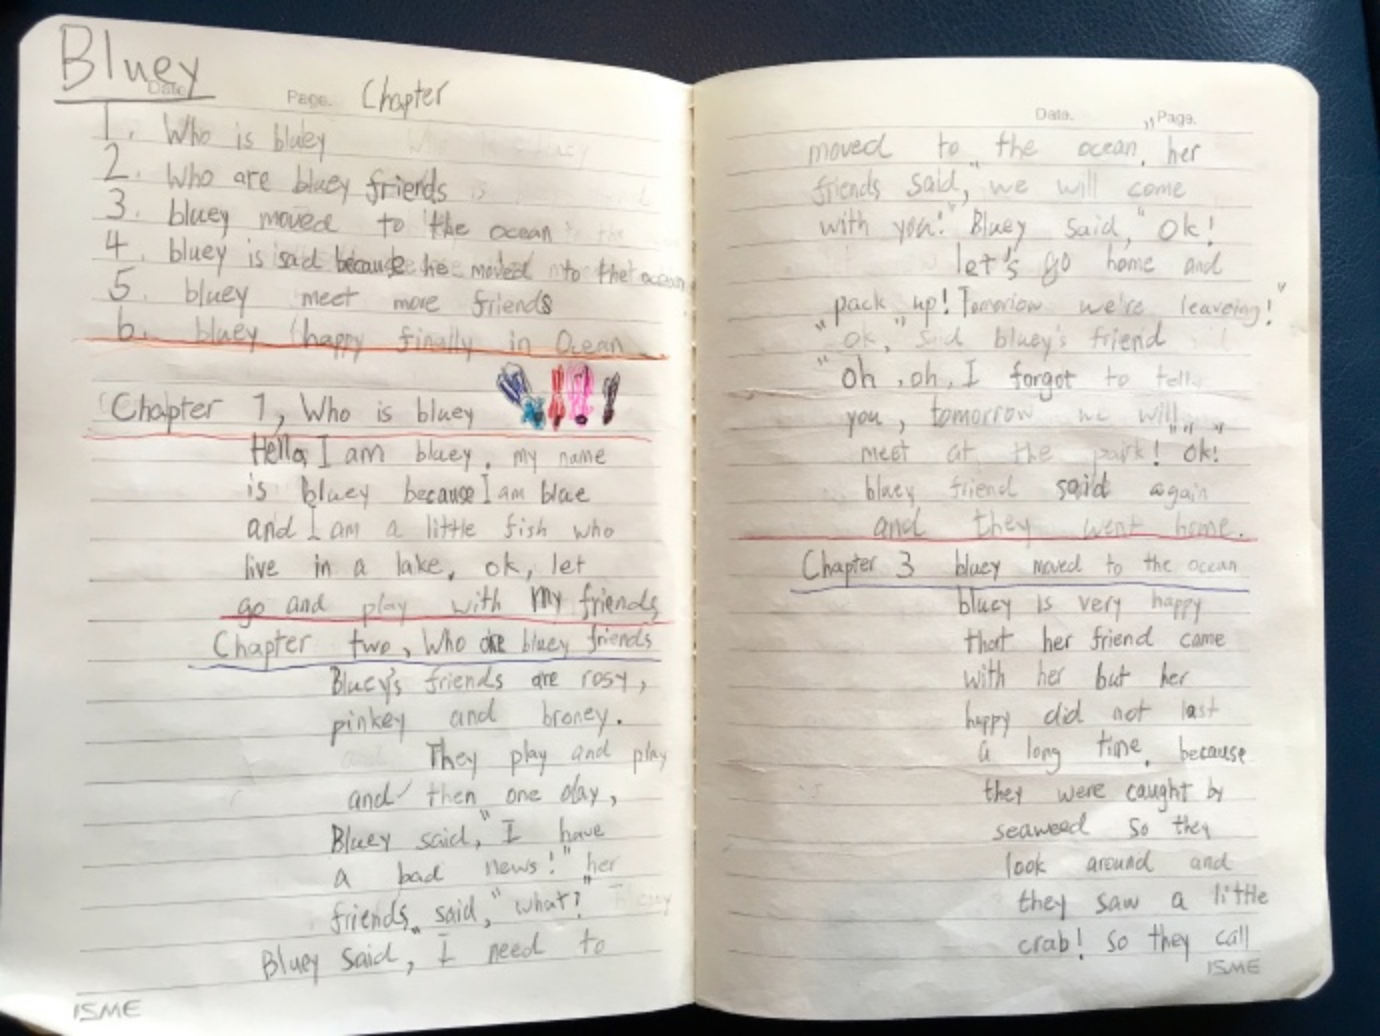 Bluey
Date.
Page. Chapter
1. Who is bluey
2. Who are bluey friends
3. bluey moved to the ocean
4. bluey is sad because he moved to the ocean
5. bluey meet more friends
6. bluey happy finally in Ocean
Chapter 1, Who is bluey
Hello, I am bluey, my name
is bluey because I am blue
and I am a little fish who
live in a lake, ok, let
go and play with my friends
Chapter two, Who are bluey friends
Bluey's friends are rosy,
pinkey and broney.
They play and play
and then one day,
Bluey said, "I have
a bad news!" her
friends said, "what?"
Bluey said, "I need to
ISME
Date. Page.
moved to the ocean," her
friends said, "we will come
with you!" Bluey said, "Ok!
let's go home and
pack up! Tomorrow we're leaveing!"
"ok," said bluey's friend
"Oh, oh, I forgot to tell
you, tomorrow we will
meet at the park!" "Ok!"
bluey friend said again
and they went home.
Chapter 3 bluey moved to the ocean
bluey is very happy
that her friend came
with her but her
happy did not last
a long time, because
they were caught by
seaweed so they
look around and
they saw a little
crab! so they call
ISME